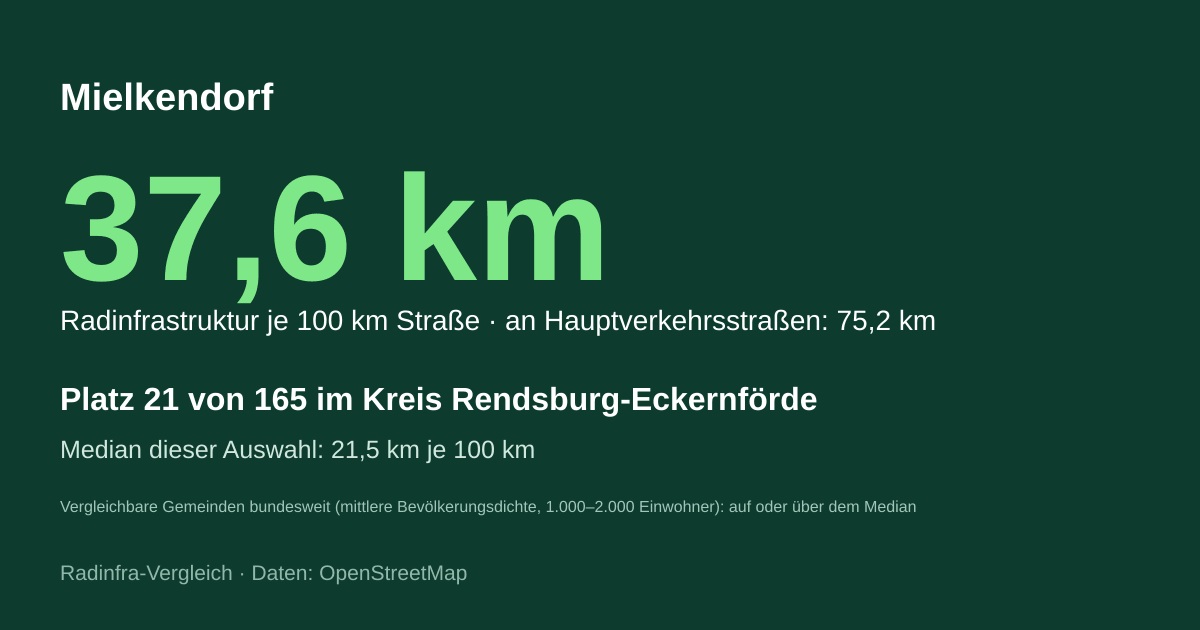 Mielkendorf
37,6 km
Radinfrastruktur je 100 km Straße · an Hauptverkehrsstraßen: 75,2 km
Platz 21 von 165 im Kreis Rendsburg-Eckernförde
Median dieser Auswahl: 21,5 km je 100 km
Vergleichbare Gemeinden bundesweit (mittlere Bevölkerungsdichte, 1.000–2.000 Einwohner): auf oder über dem Median
Radinfra-Vergleich · Daten: OpenStreetMap